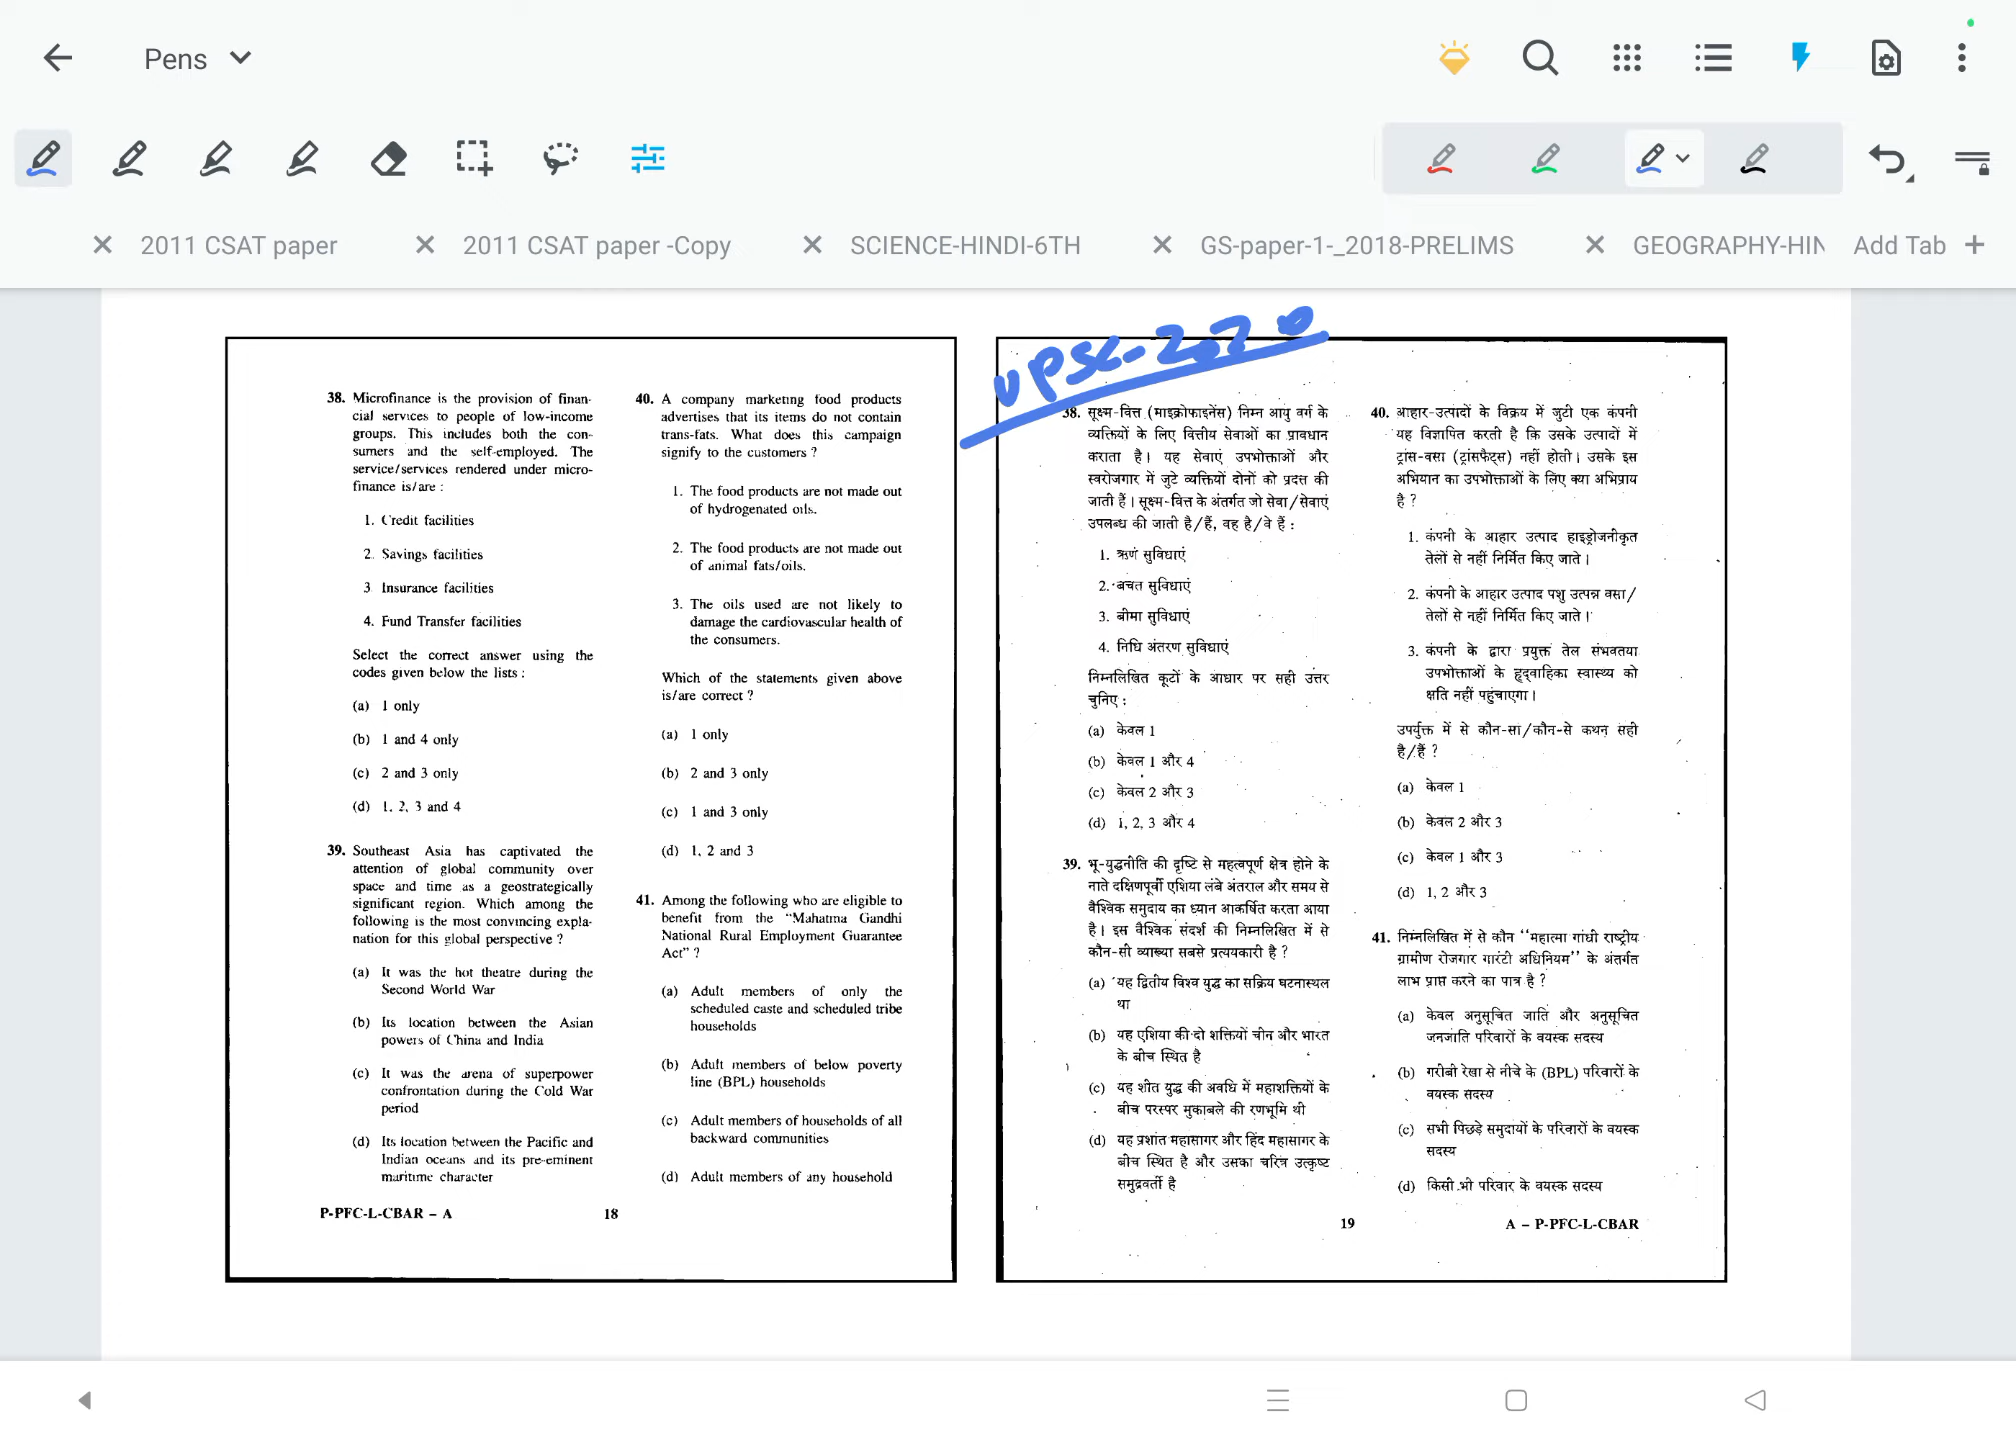 Pens
2011 CSAT paper
2011 CSAT paper -Copy
SCIENCE-HINDI-6TH
GS-paper-1-_2018-PRELIMS
GEOGRAPHY-HIN
Add Tab +
38. Microfinance is the provision of finan-
cial services to people of low-income
groups. This includes both the con-
sumers and the self-employed. The
service/services rendered under micro-
finance is/are :
1. Credit facilities
2. Savings facilities
3 Insurance facilities
4. Fund Transfer facilities
Select the correct answer using the
codes given below the lists :
(a) 1 only
(b) 1 and 4 only
(c) 2 and 3 only
(d) 1, 2, 3 and 4
39. Southeast Asia has captivated the
attention of global community over
space and time as a geostrategically
significant region. Which among the
following is the most convincing expla-
nation for this global perspective ?
(a) It was the hot theatre during the
Second World War
(b) Its location between the Asian
powers of China and India
(c) It was the arena of superpower
confrontation during the Cold War
period
(d) Its location between the Pacific and
Indian oceans and its pre-eminent
maritime character
P-PFC-L-CBAR – A
18
40. A company marketing food products
advertises that its items do not contain
trans-fats. What does this campaign
signify to the customers ?
1. The food products are not made out
of hydrogenated oils.
2. The food products are not made out
of animal fats/oils.
3. The oils used are not likely to
damage the cardiovascular health of
the consumers.
Which of the statements given above
is/are correct ?
(a) 1 only
(b) 2 and 3 only
(c) 1 and 3 only
(d) 1, 2 and 3
41. Among the following who are eligible to
benefit from the “Mahatma Gandhi
National Rural Employment Guarantee
Act” ?
(a) Adult members of only the
scheduled caste and scheduled tribe
households
(b) Adult members of below poverty
line (BPL) households
(c) Adult members of households of all
backward communities
(d) Adult members of any household
UPSC-2020
38. सूक्ष्म-वित्त (माइक्रोफाइनेंस) निम्न आयु वर्ग के
व्यक्तियों के लिए वित्तीय सेवाओं का प्रावधान
कराता है। यह सेवाएं उपभोक्ताओं और
स्वरोजगार में जुटे व्यक्तियों दोनों को प्रदत्त की
जाती हैं। सूक्ष्म-वित्त के अंतर्गत जो सेवा/सेवाएं
उपलब्ध की जाती है/हैं, वह है/वे हैं :
1. ऋण सुविधाएं
2. बचत सुविधाएं
3. बीमा सुविधाएं
4. निधि अंतरण सुविधाएं
निम्नलिखित कूटों के आधार पर सही उत्तर
चुनिए :
(a) केवल 1
(b) केवल 1 और 4
(c) केवल 2 और 3
(d) 1, 2, 3 और 4
39. भू-युद्धनीति की दृष्टि से महत्वपूर्ण क्षेत्र होने के
नाते दक्षिणपूर्वी एशिया लंबे अंतराल और समय से
वैश्विक समुदाय का ध्यान आकर्षित करता आया
है। इस वैश्विक संदर्श की निम्नलिखित में से
कौन-सी व्याख्या सबसे प्रत्ययकारी है ?
(a) यह द्वितीय विश्व युद्ध का सक्रिय घटनास्थल
था
(b) यह एशिया की दो शक्तियों चीन और भारत
के बीच स्थित है
(c) यह शीत युद्ध की अवधि में महाशक्तियों के
बीच परस्पर मुकाबले की रणभूमि थी
(d) यह प्रशांत महासागर और हिंद महासागर के
बीच स्थित है और उसका चरित्र उत्कृष्ट
समुद्रवर्ती है
40. आहार-उत्पादों के विक्रय में जुटी एक कंपनी
यह विज्ञापित करती है कि उसके उत्पादों में
ट्रांस-वसा (ट्रांसफैट्स) नहीं होती। उसके इस
अभियान का उपभोक्ताओं के लिए क्या अभिप्राय
है ?
1. कंपनी के आहार उत्पाद हाइड्रोजनीकृत
तेलों से नहीं निर्मित किए जाते।
2. कंपनी के आहार उत्पाद पशु उत्पन्न वसा/
तेलों से नहीं निर्मित किए जाते।
3. कंपनी के द्वारा प्रयुक्त तेल संभवतया
उपभोक्ताओं के हृद्वाहिका स्वास्थ्य को
क्षति नहीं पहुंचाएगा।
उपर्युक्त में से कौन-सा/कौन-से कथन सही
है/हैं ?
(a) केवल 1
(b) केवल 2 और 3
(c) केवल 1 और 3
(d) 1, 2 और 3
41. निम्नलिखित में से कौन “महात्मा गांधी राष्ट्रीय
ग्रामीण रोजगार गारंटी अधिनियम” के अंतर्गत
लाभ प्राप्त करने का पात्र है ?
(a) केवल अनुसूचित जाति और अनुसूचित
जनजाति परिवारों के वयस्क सदस्य
(b) गरीबी रेखा से नीचे के (BPL) परिवारों के
वयस्क सदस्य
(c) सभी पिछड़े समुदायों के परिवारों के वयस्क
सदस्य
(d) किसी भी परिवार के वयस्क सदस्य
19
A – P-PFC-L-CBAR